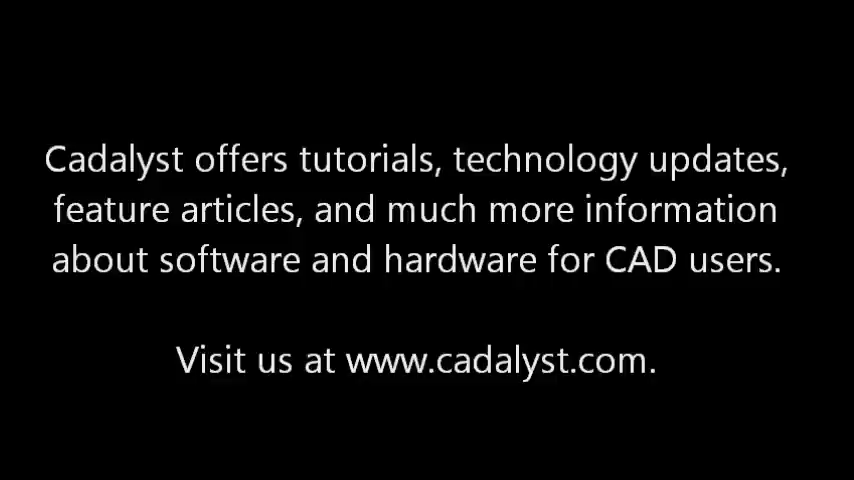 Cadalyst offers tutorials, technology updates,
feature articles, and much more information
about software and hardware for CAD users.
Visit us at www.cadalyst.com.